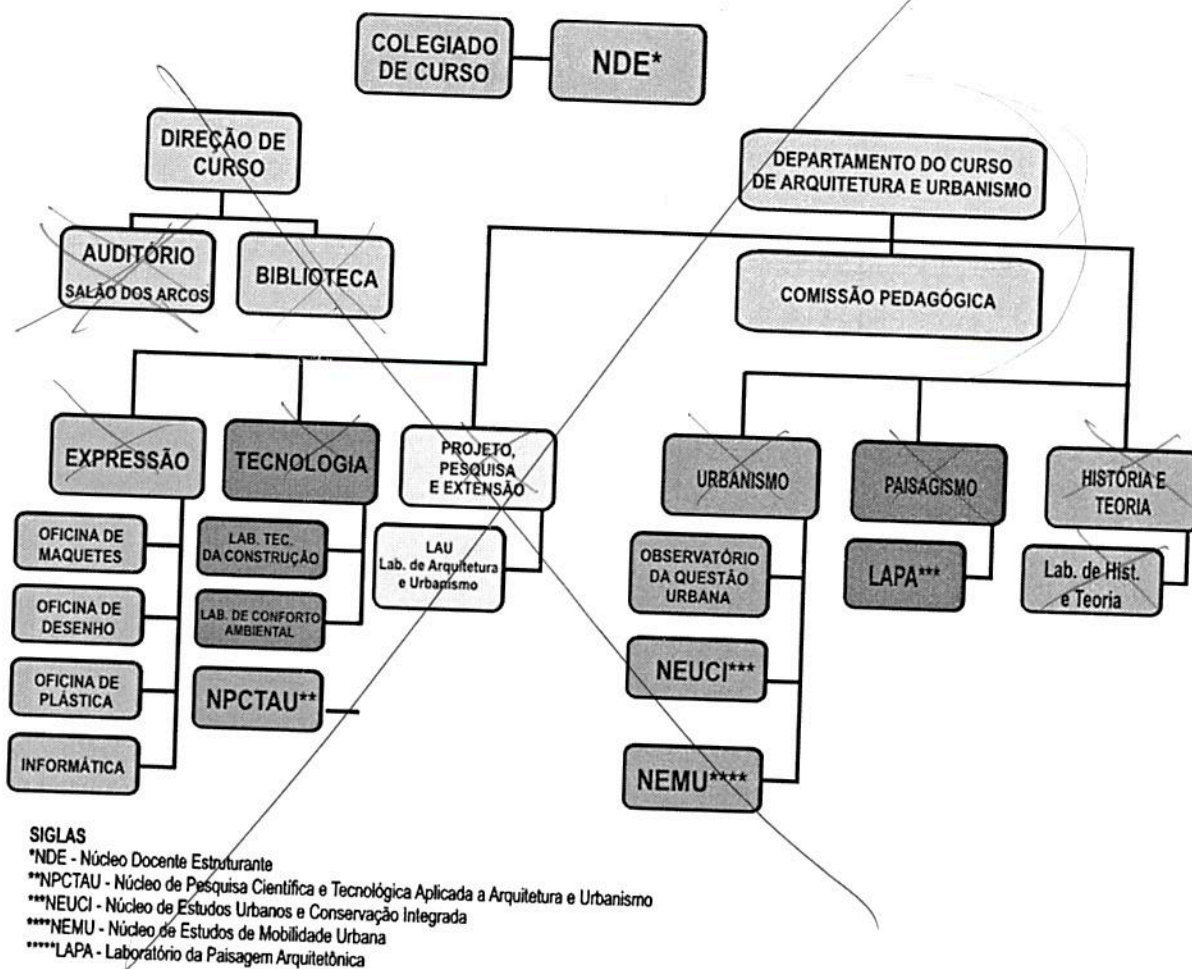 COLEGIADO
DE CURSO
NDE*
DIREÇÃO DE
CURSO
DEPARTAMENTO DO CURSO
DE ARQUITETURA E URBANISMO
AUDITÓRIO
SALÃO DOS ARCOS
BIBLIOTECA
COMISSÃO PEDAGÓGICA
EXPRESSÃO
TECNOLOGIA
PROJETO,
PESQUISA
E EXTENSÃO
URBANISMO
PAISAGISMO
HISTÓRIA E
TEORIA
OFICINA DE
MAQUETES
OFICINA DE
DESENHO
OFICINA DE
PLÁSTICA
INFORMÁTICA
LAB. TEC.
DA CONSTRUÇÃO
LAB. DE CONFORTO
AMBIENTAL
NPCTAU**
LAU
Lab. de Arquitetura
e Urbanismo
OBSERVATÓRIO
DA QUESTÃO
URBANA
NEUCI***
NEMU****
LAPA***
Lab. de Hist.
e Teoria
SIGLAS
*NDE - Núcleo Docente Estruturante
**NPCTAU - Núcleo de Pesquisa Científica e Tecnológica Aplicada a Arquitetura e Urbanismo
***NEUCI - Núcleo de Estudos Urbanos e Conservação Integrada
****NEMU - Núcleo de Estudos de Mobilidade Urbana
*****LAPA - Laboratório da Paisagem Arquitetônica